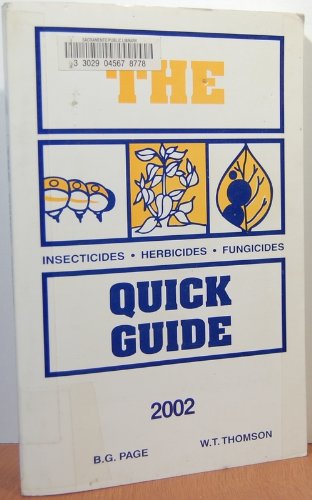 SACRAMENTO PUBLIC LIBRARY
3 3029 04567 8778
THE
INSECTICIDES • HERBICIDES • FUNGICIDES
QUICK
GUIDE
2002
B.G. PAGE W.T. THOMSON